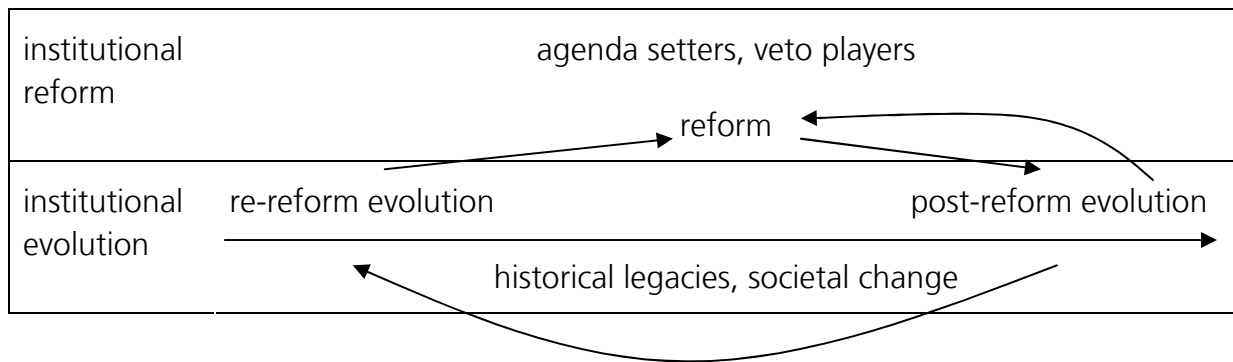 institutional
reform
agenda setters, veto players
reform
institutional
evolution
re-reform evolution
post-reform evolution
historical legacies, societal change